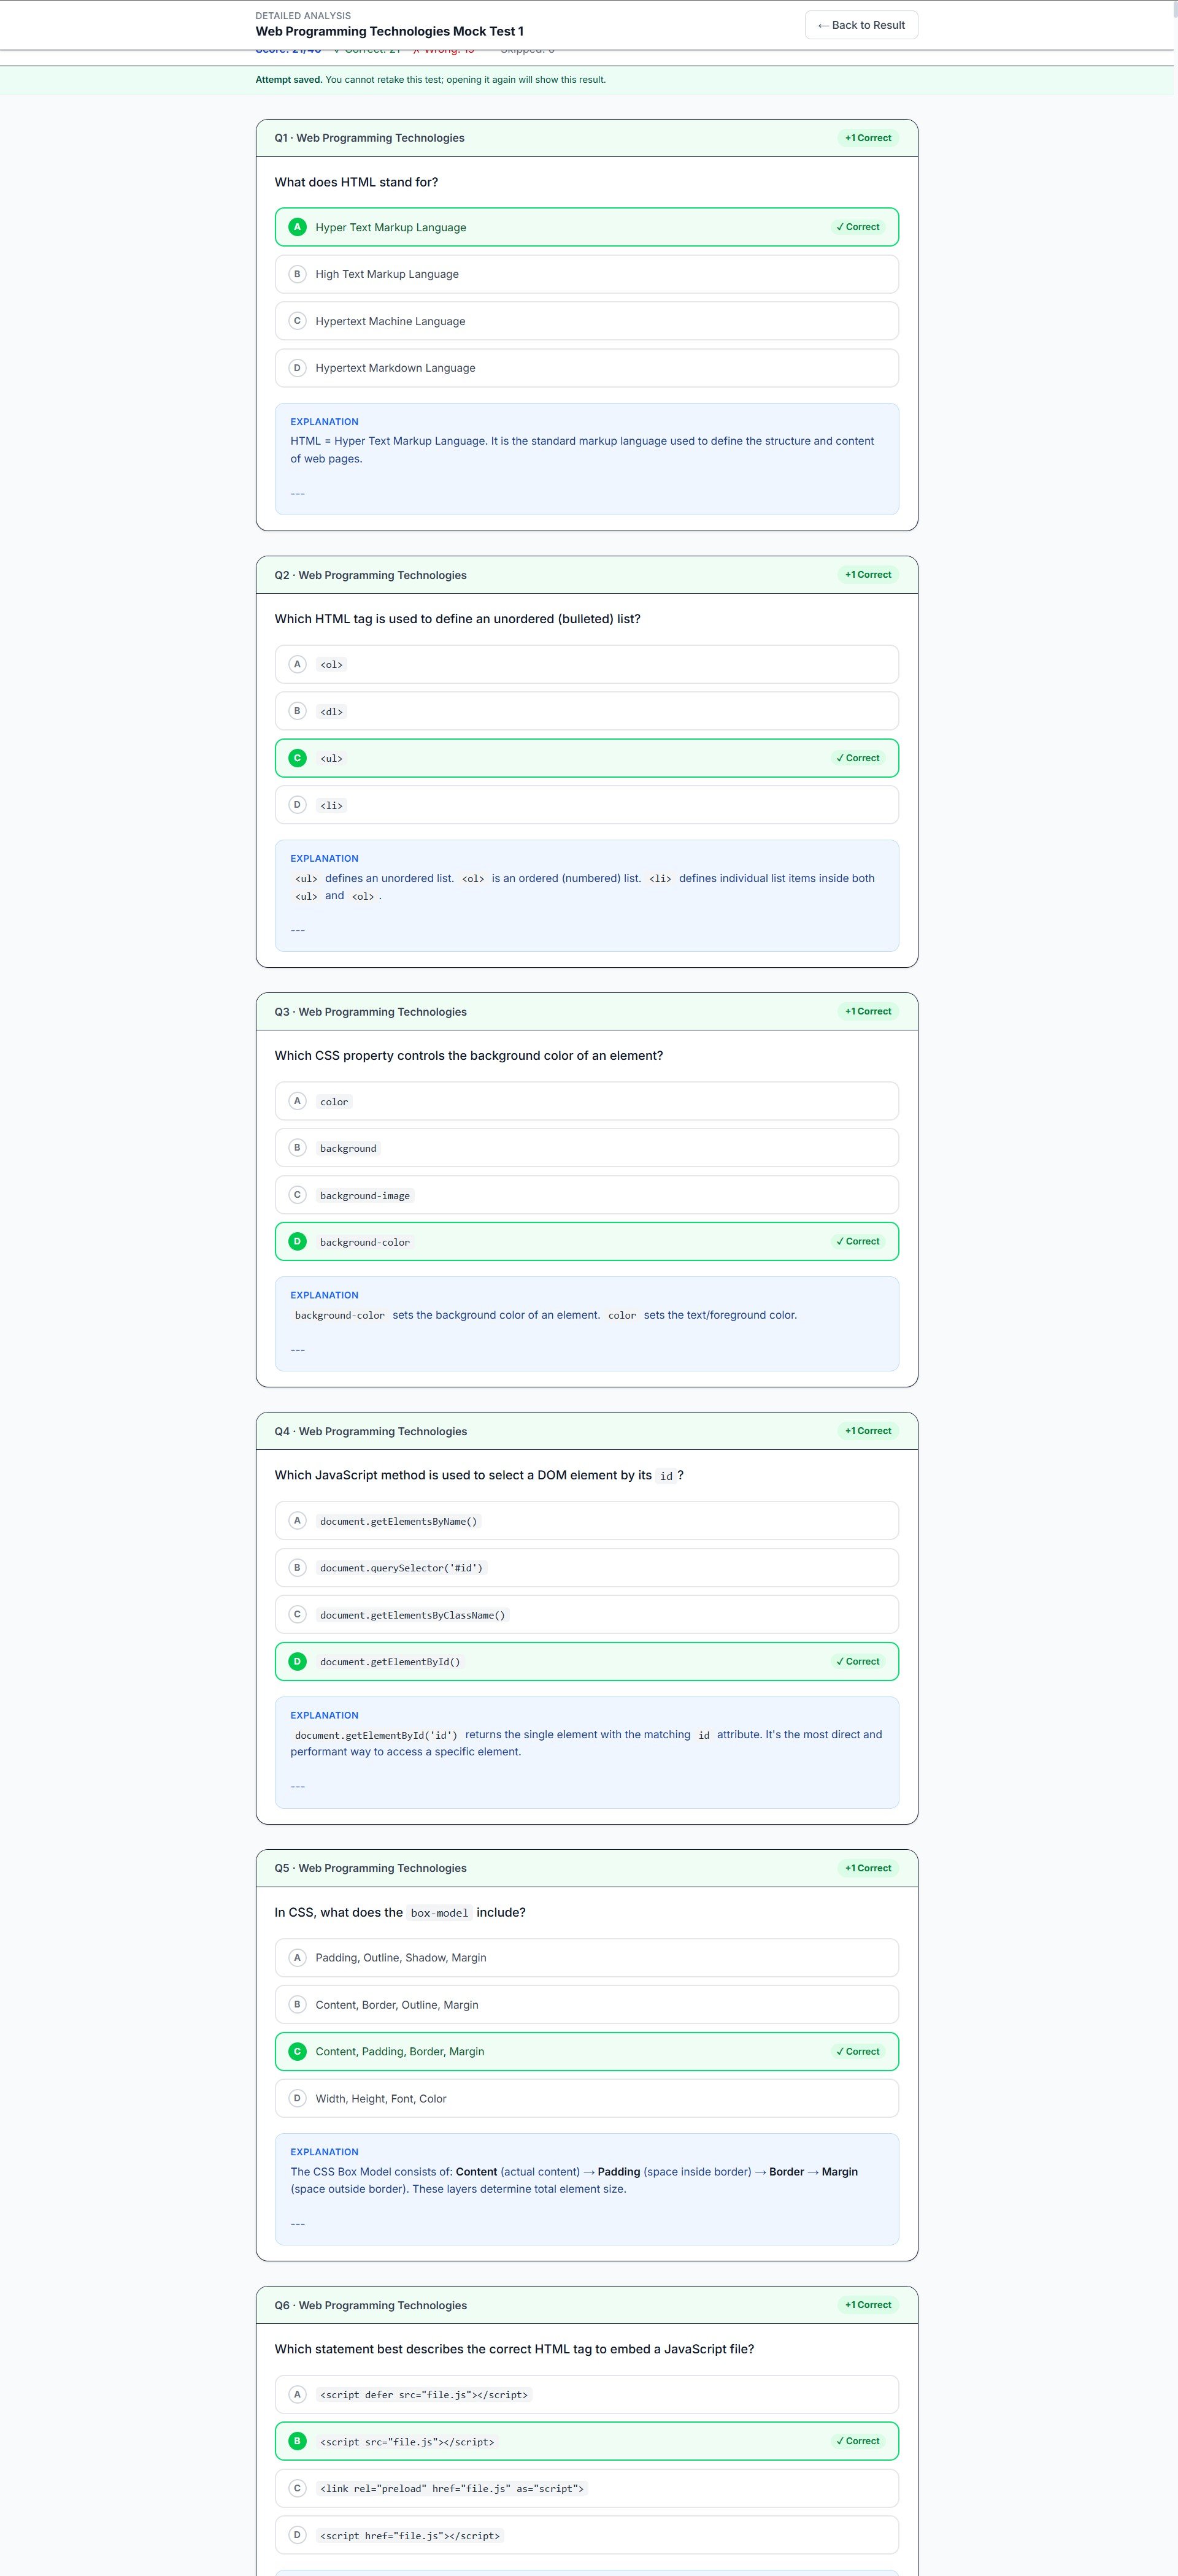 DETAILED ANALYSIS
Web Programming Technologies Mock Test 1
← Back to Result
Attempt saved. You cannot retake this test; opening it again will show this result.
Q1 · Web Programming Technologies
+1 Correct
What does HTML stand for?
A Hyper Text Markup Language ✓ Correct
B High Text Markup Language
C Hypertext Machine Language
D Hypertext Markdown Language
EXPLANATION
HTML = Hyper Text Markup Language. It is the standard markup language used to define the structure and content
of web pages.
---
Q2 · Web Programming Technologies
+1 Correct
Which HTML tag is used to define an unordered (bulleted) list?
A <ol>
B <dl>
C <ul> ✓ Correct
D <li>
EXPLANATION
<ul> defines an unordered list. <ol> is an ordered (numbered) list. <li> defines individual list items inside both
<ul> and <ol>.
---
Q3 · Web Programming Technologies
+1 Correct
Which CSS property controls the background color of an element?
A color
B background
C background-image
D background-color ✓ Correct
EXPLANATION
background-color sets the background color of an element. color sets the text/foreground color.
---
Q4 · Web Programming Technologies
+1 Correct
Which JavaScript method is used to select a DOM element by its id?
A document.getElementsByName()
B document.querySelector('#id')
C document.getElementsByClassName()
D document.getElementById() ✓ Correct
EXPLANATION
document.getElementById('id') returns the single element with the matching id attribute. It's the most direct and
performant way to access a specific element.
---
Q5 · Web Programming Technologies
+1 Correct
In CSS, what does the box-model include?
A Padding, Outline, Shadow, Margin
B Content, Border, Outline, Margin
C Content, Padding, Border, Margin ✓ Correct
D Width, Height, Font, Color
EXPLANATION
The CSS Box Model consists of: Content (actual content) → Padding (space inside border) → Border → Margin
(space outside border). These layers determine total element size.
---
Q6 · Web Programming Technologies
+1 Correct
Which statement best describes the correct HTML tag to embed a JavaScript file?
A <script defer src="file.js"></script>
B <script src="file.js"></script> ✓ Correct
C <link rel="preload" href="file.js" as="script">
D <script href="file.js"></script>